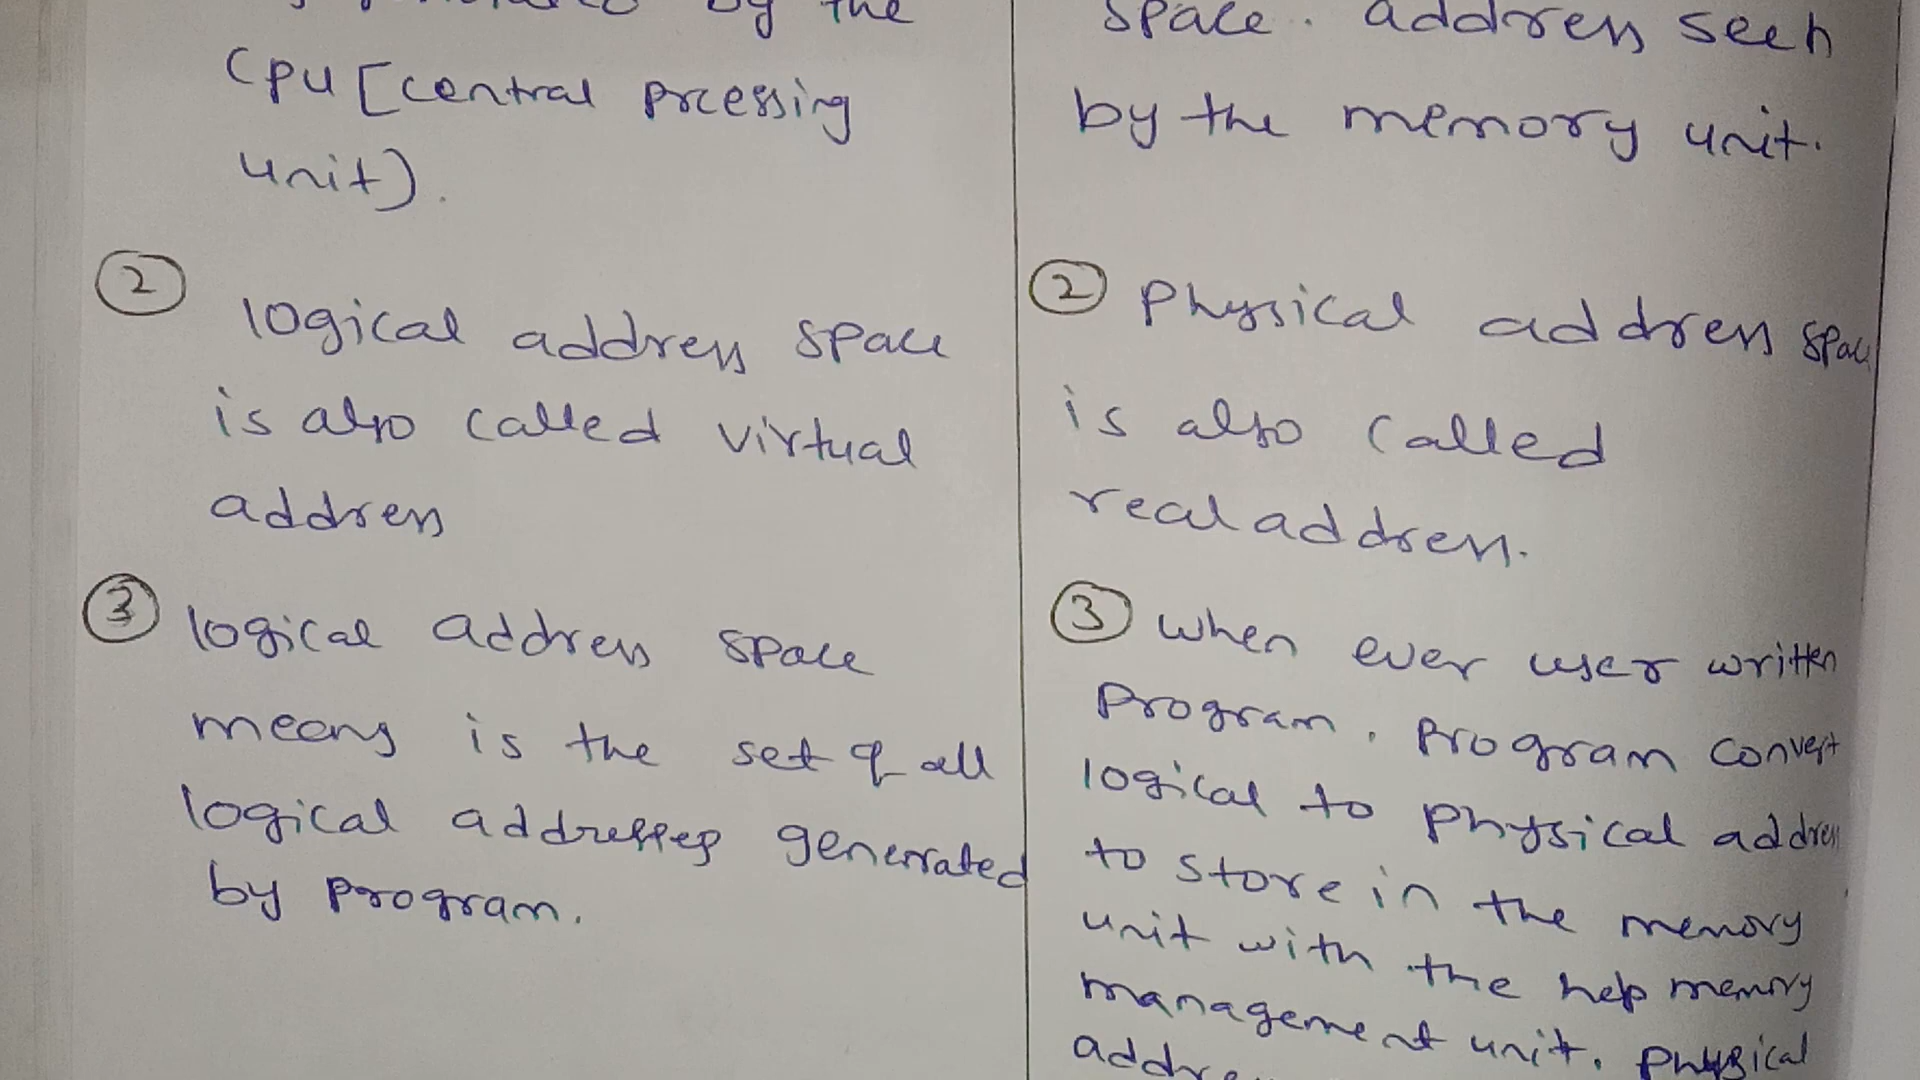 by the
CPU [central prcessing
unit).
② logical address space
is also called virtual
address
③ logical address space
means is the set of all
logical addresses generated
by program.
space. address seen
by the memory unit.
② Physical address space
is also called
real address.
③ When ever user written
Program. Program convert
logical to physical address
to store in the memory
unit with the help memory
management unit. Physical